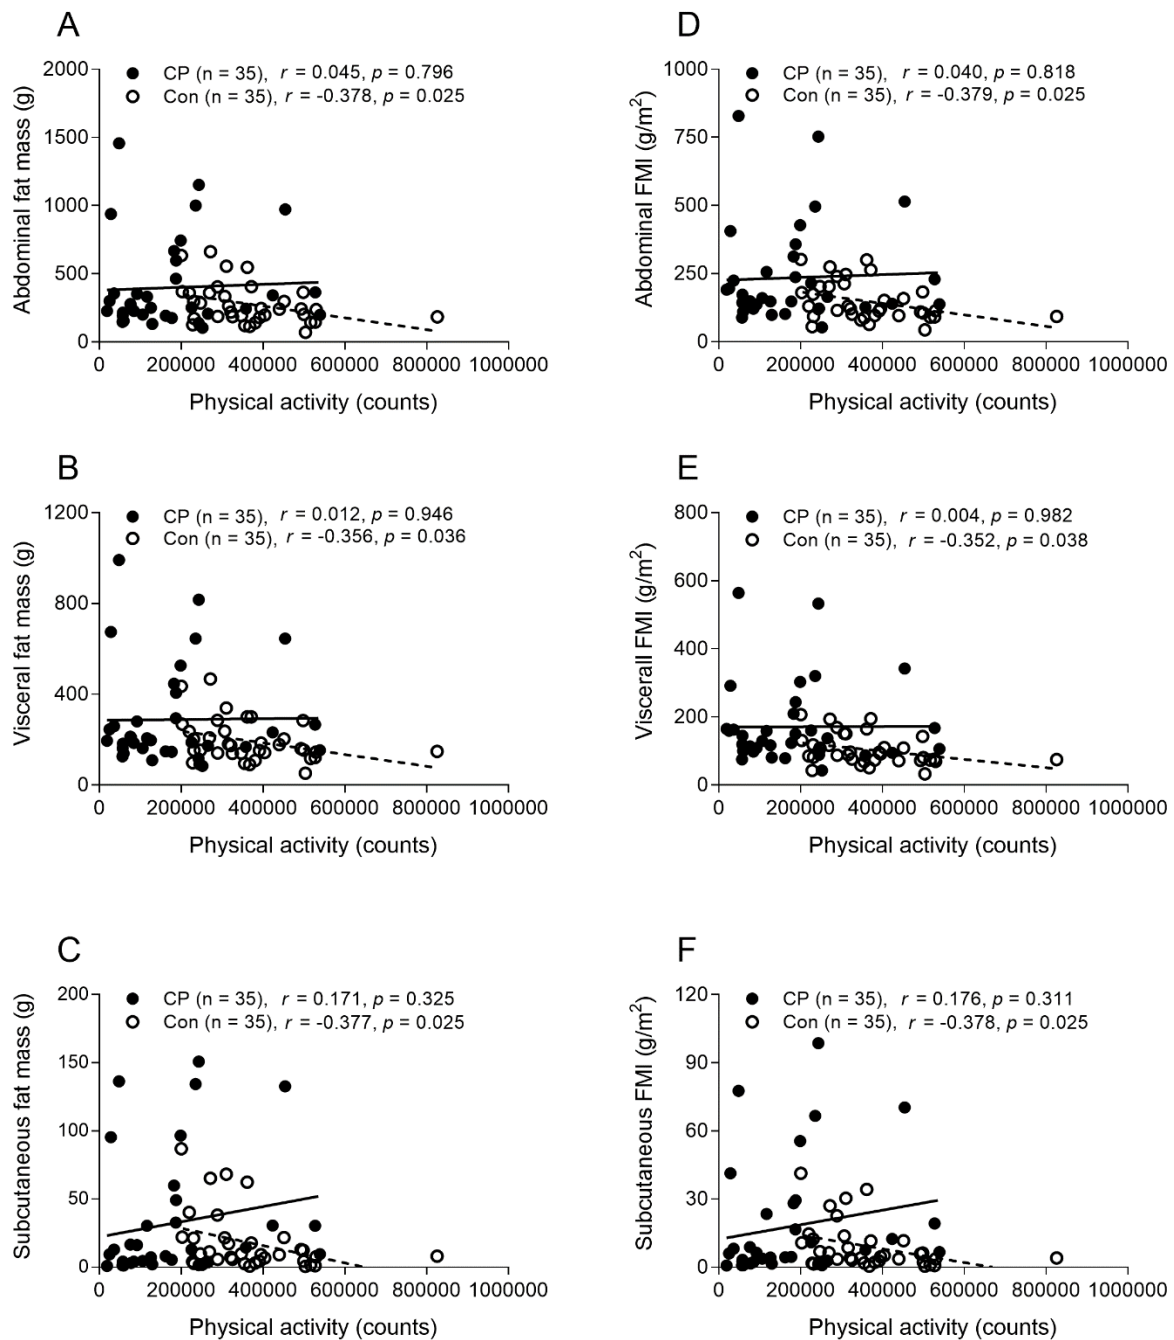 A
CP (n = 35), r = 0.045, p = 0.796
Con (n = 35), r = -0.378, p = 0.025
Abdominal fat mass (g)
2000
1500
1000
500
0
0 200000 400000 600000 800000 1000000
Physical activity (counts)
D
CP (n = 35), r = 0.040, p = 0.818
Con (n = 35), r = -0.379, p = 0.025
Abdominal FMI (g/m²)
1000
750
500
250
0
0 200000 400000 600000 800000 1000000
Physical activity (counts)
B
CP (n = 35), r = 0.012, p = 0.946
Con (n = 35), r = -0.356, p = 0.036
Visceral fat mass (g)
1200
800
400
0
0 200000 400000 600000 800000 1000000
Physical activity (counts)
E
CP (n = 35), r = 0.004, p = 0.982
Con (n = 35), r = -0.352, p = 0.038
Viscerall FMI (g/m²)
800
600
400
200
0
0 200000 400000 600000 800000 1000000
Physical activity (counts)
C
CP (n = 35), r = 0.171, p = 0.325
Con (n = 35), r = -0.377, p = 0.025
Subcutaneous fat mass (g)
200
150
100
50
0
0 200000 400000 600000 800000 1000000
Physical activity (counts)
F
CP (n = 35), r = 0.176, p = 0.311
Con (n = 35), r = -0.378, p = 0.025
Subcutaneous FMI (g/m²)
120
90
60
30
0
0 200000 400000 600000 800000 1000000
Physical activity (counts)